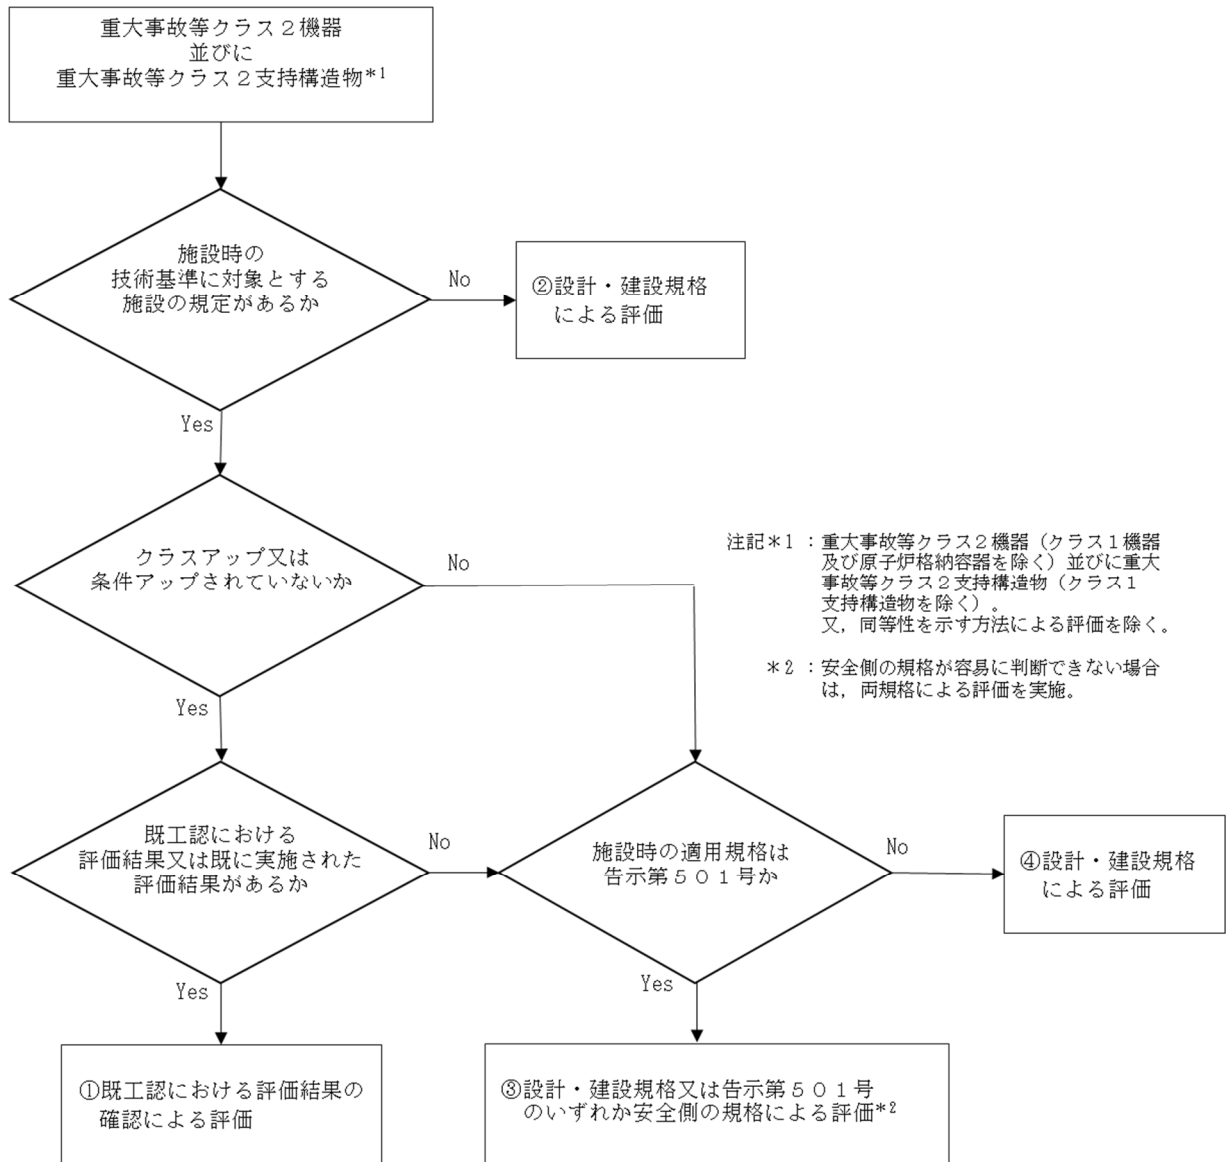 重大事故等クラス２機器
並びに
重大事故等クラス２支持構造物*1
施設時の
技術基準に対象とする
施設の規定があるか
No
②設計・建設規格
による評価
Yes
クラスアップ又は
条件アップされていないか
No
注記＊1 ：重大事故等クラス２機器（クラス１機器
及び原子炉格納容器を除く）並びに重大
事故等クラス２支持構造物（クラス１
支持構造物を除く）。
又，同等性を示す方法による評価を除く。
＊2 ：安全側の規格が容易に判断できない場合
は，両規格による評価を実施。
Yes
既工認における
評価結果又は既に実施された
評価結果があるか
No
施設時の適用規格は
告示第５０１号か
No
④設計・建設規格
による評価
Yes
Yes
①既工認における評価結果の
確認による評価
③設計・建設規格又は告示第５０１号
のいずれか安全側の規格による評価*2